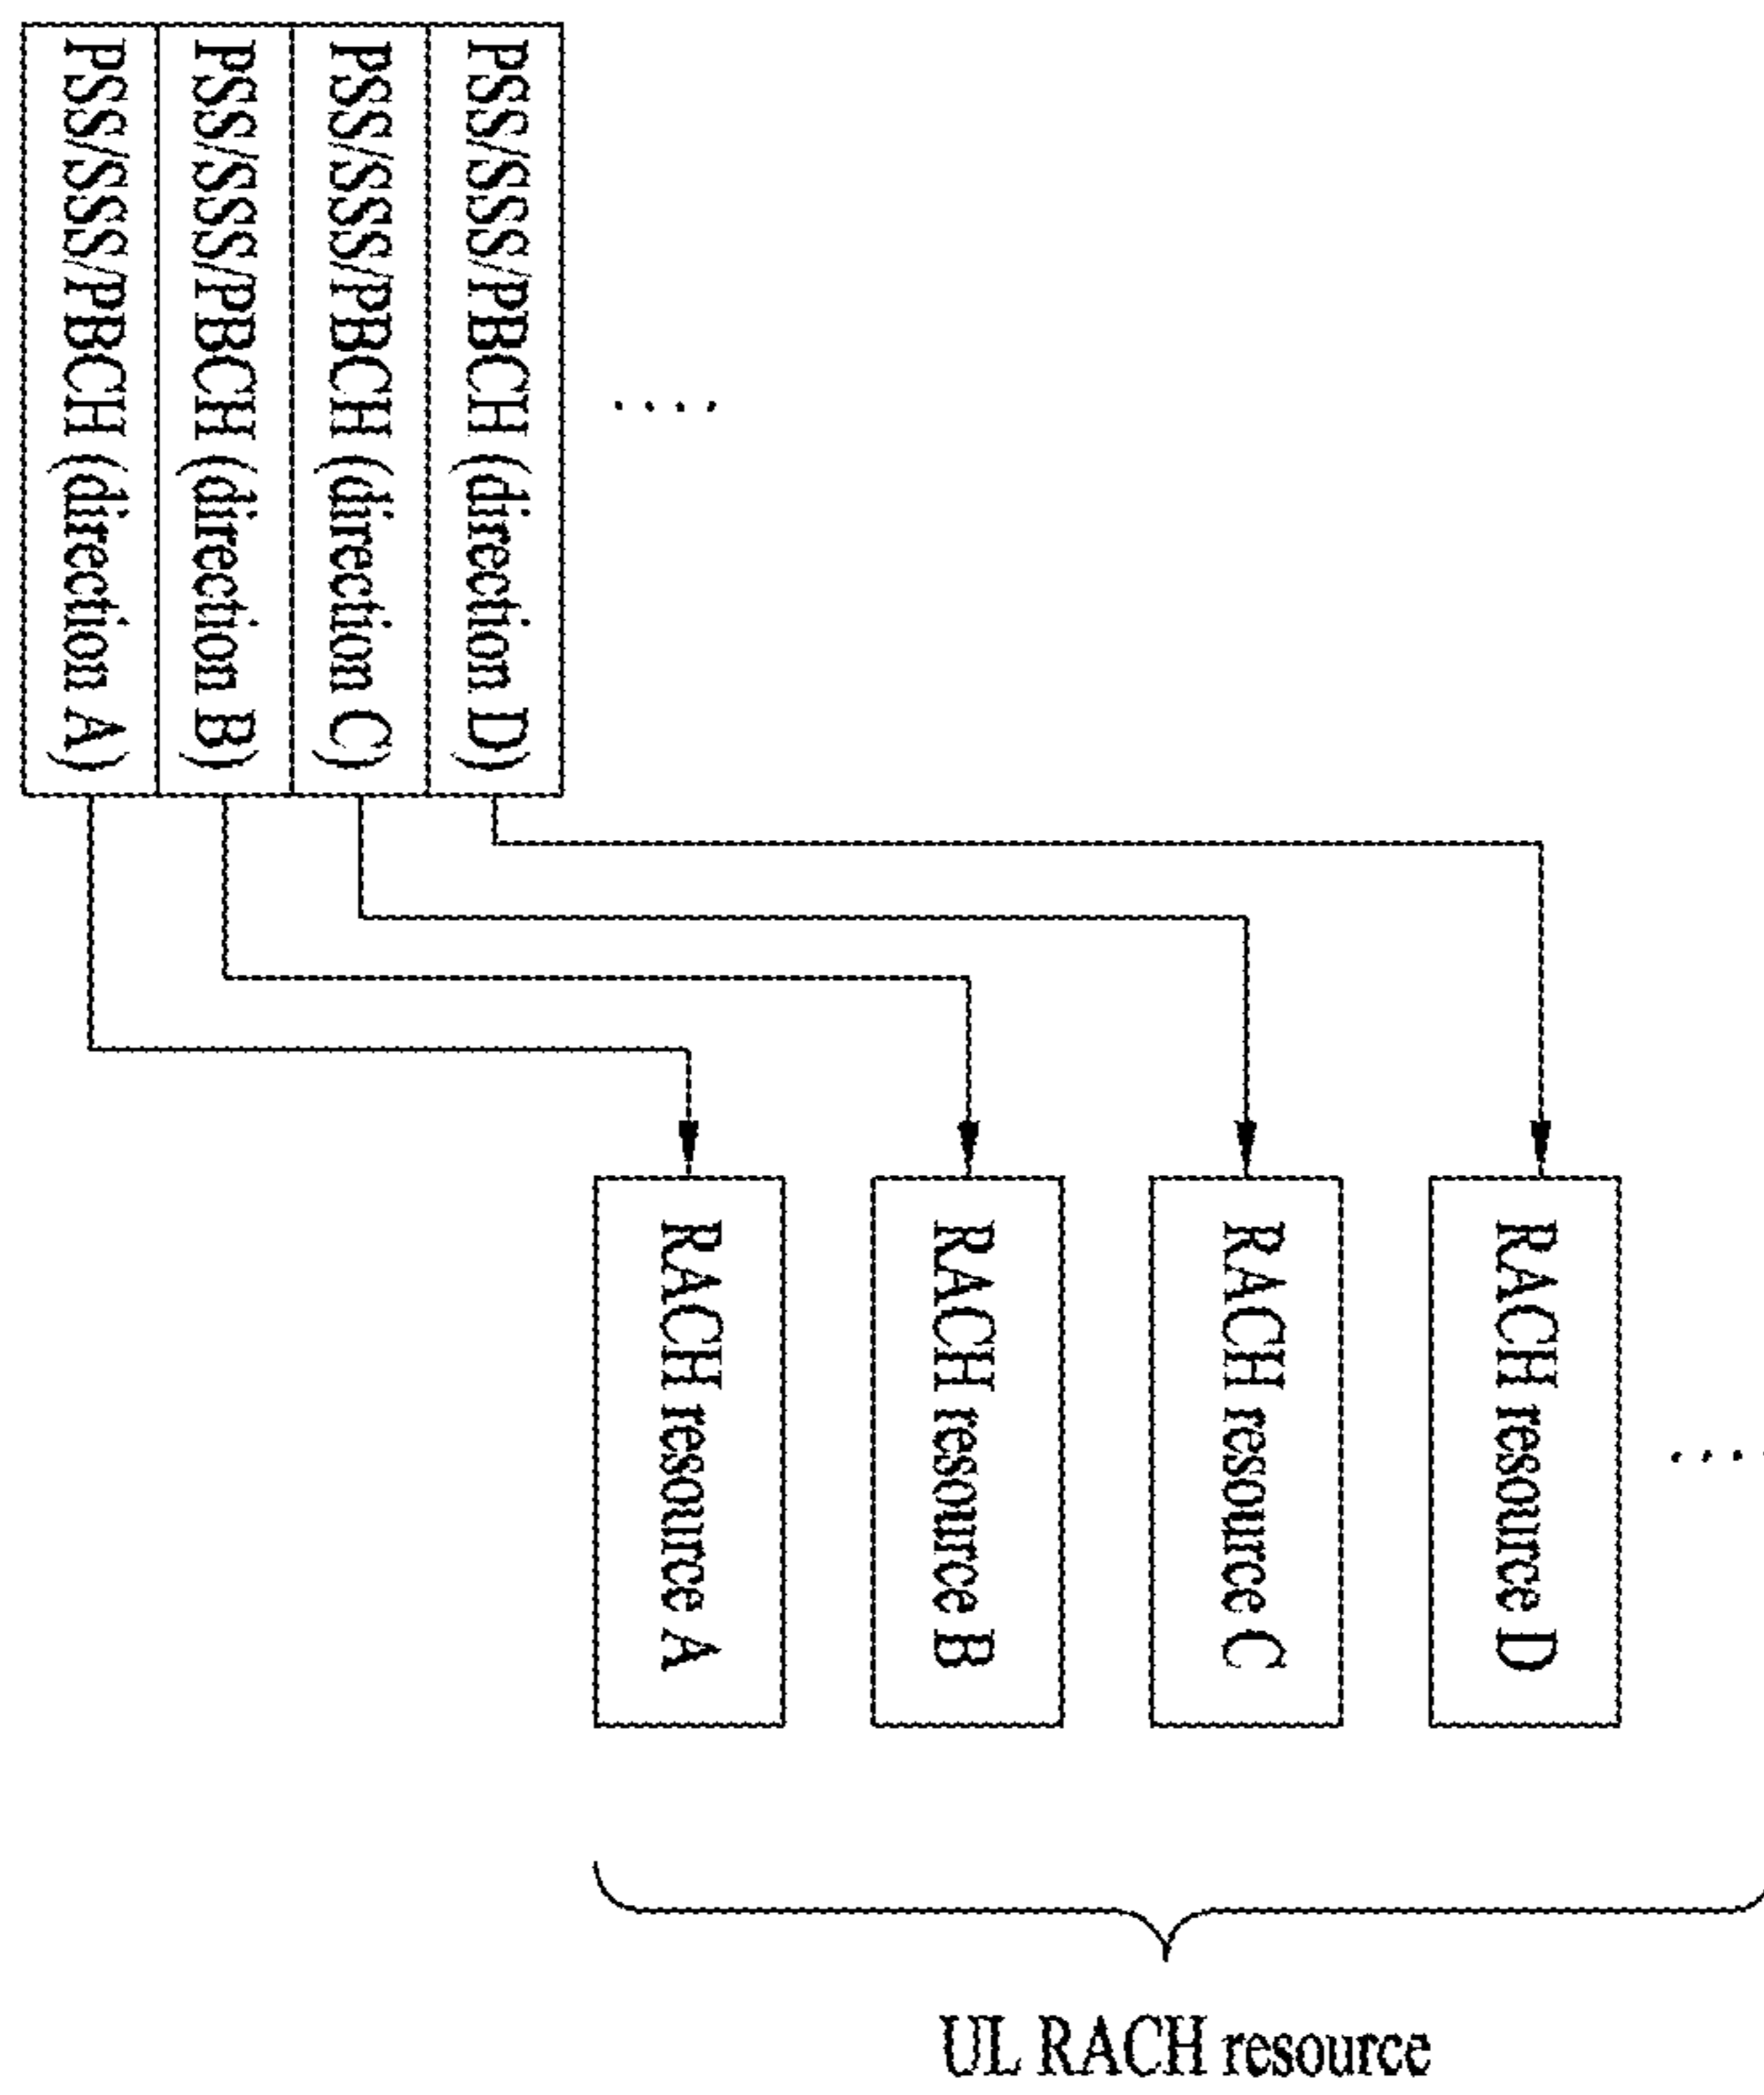 PSS/SSS/PBCH (direction A)
PSS/SSS/PBCH (direction B)
PSS/SSS/PBCH (direction C)
PSS/SSS/PBCH (direction D)
. . . .
RACH resource A
RACH resource B
RACH resource C
RACH resource D
. . . .
UL RACH resource